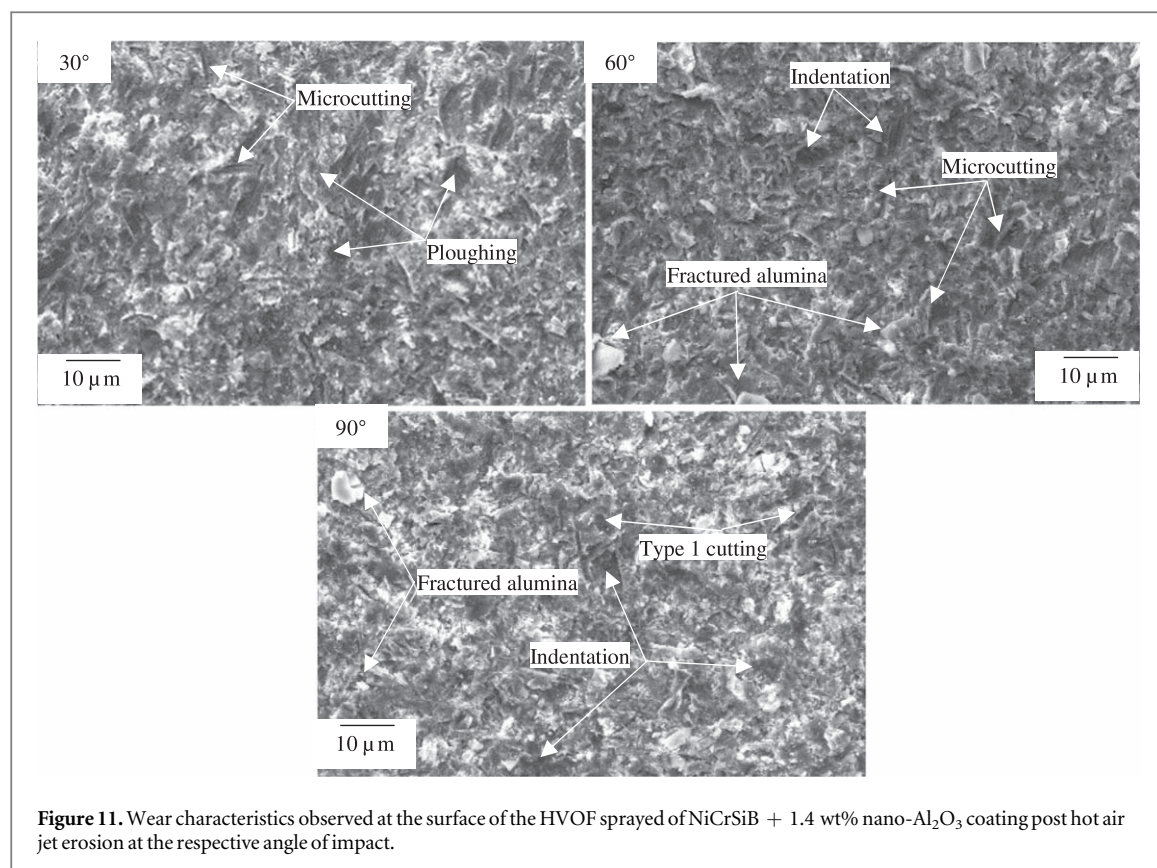 30°
Microcutting
Ploughing
10 µm
60°
Indentation
Microcutting
Fractured alumina
10 µm
90°
Type 1 cutting
Fractured alumina
Indentation
10 µm
Figure 11. Wear characteristics observed at the surface of the HVOF sprayed of NiCrSiB + 1.4 wt% nano-Al₂O₃ coating post hot air
jet erosion at the respective angle of impact.